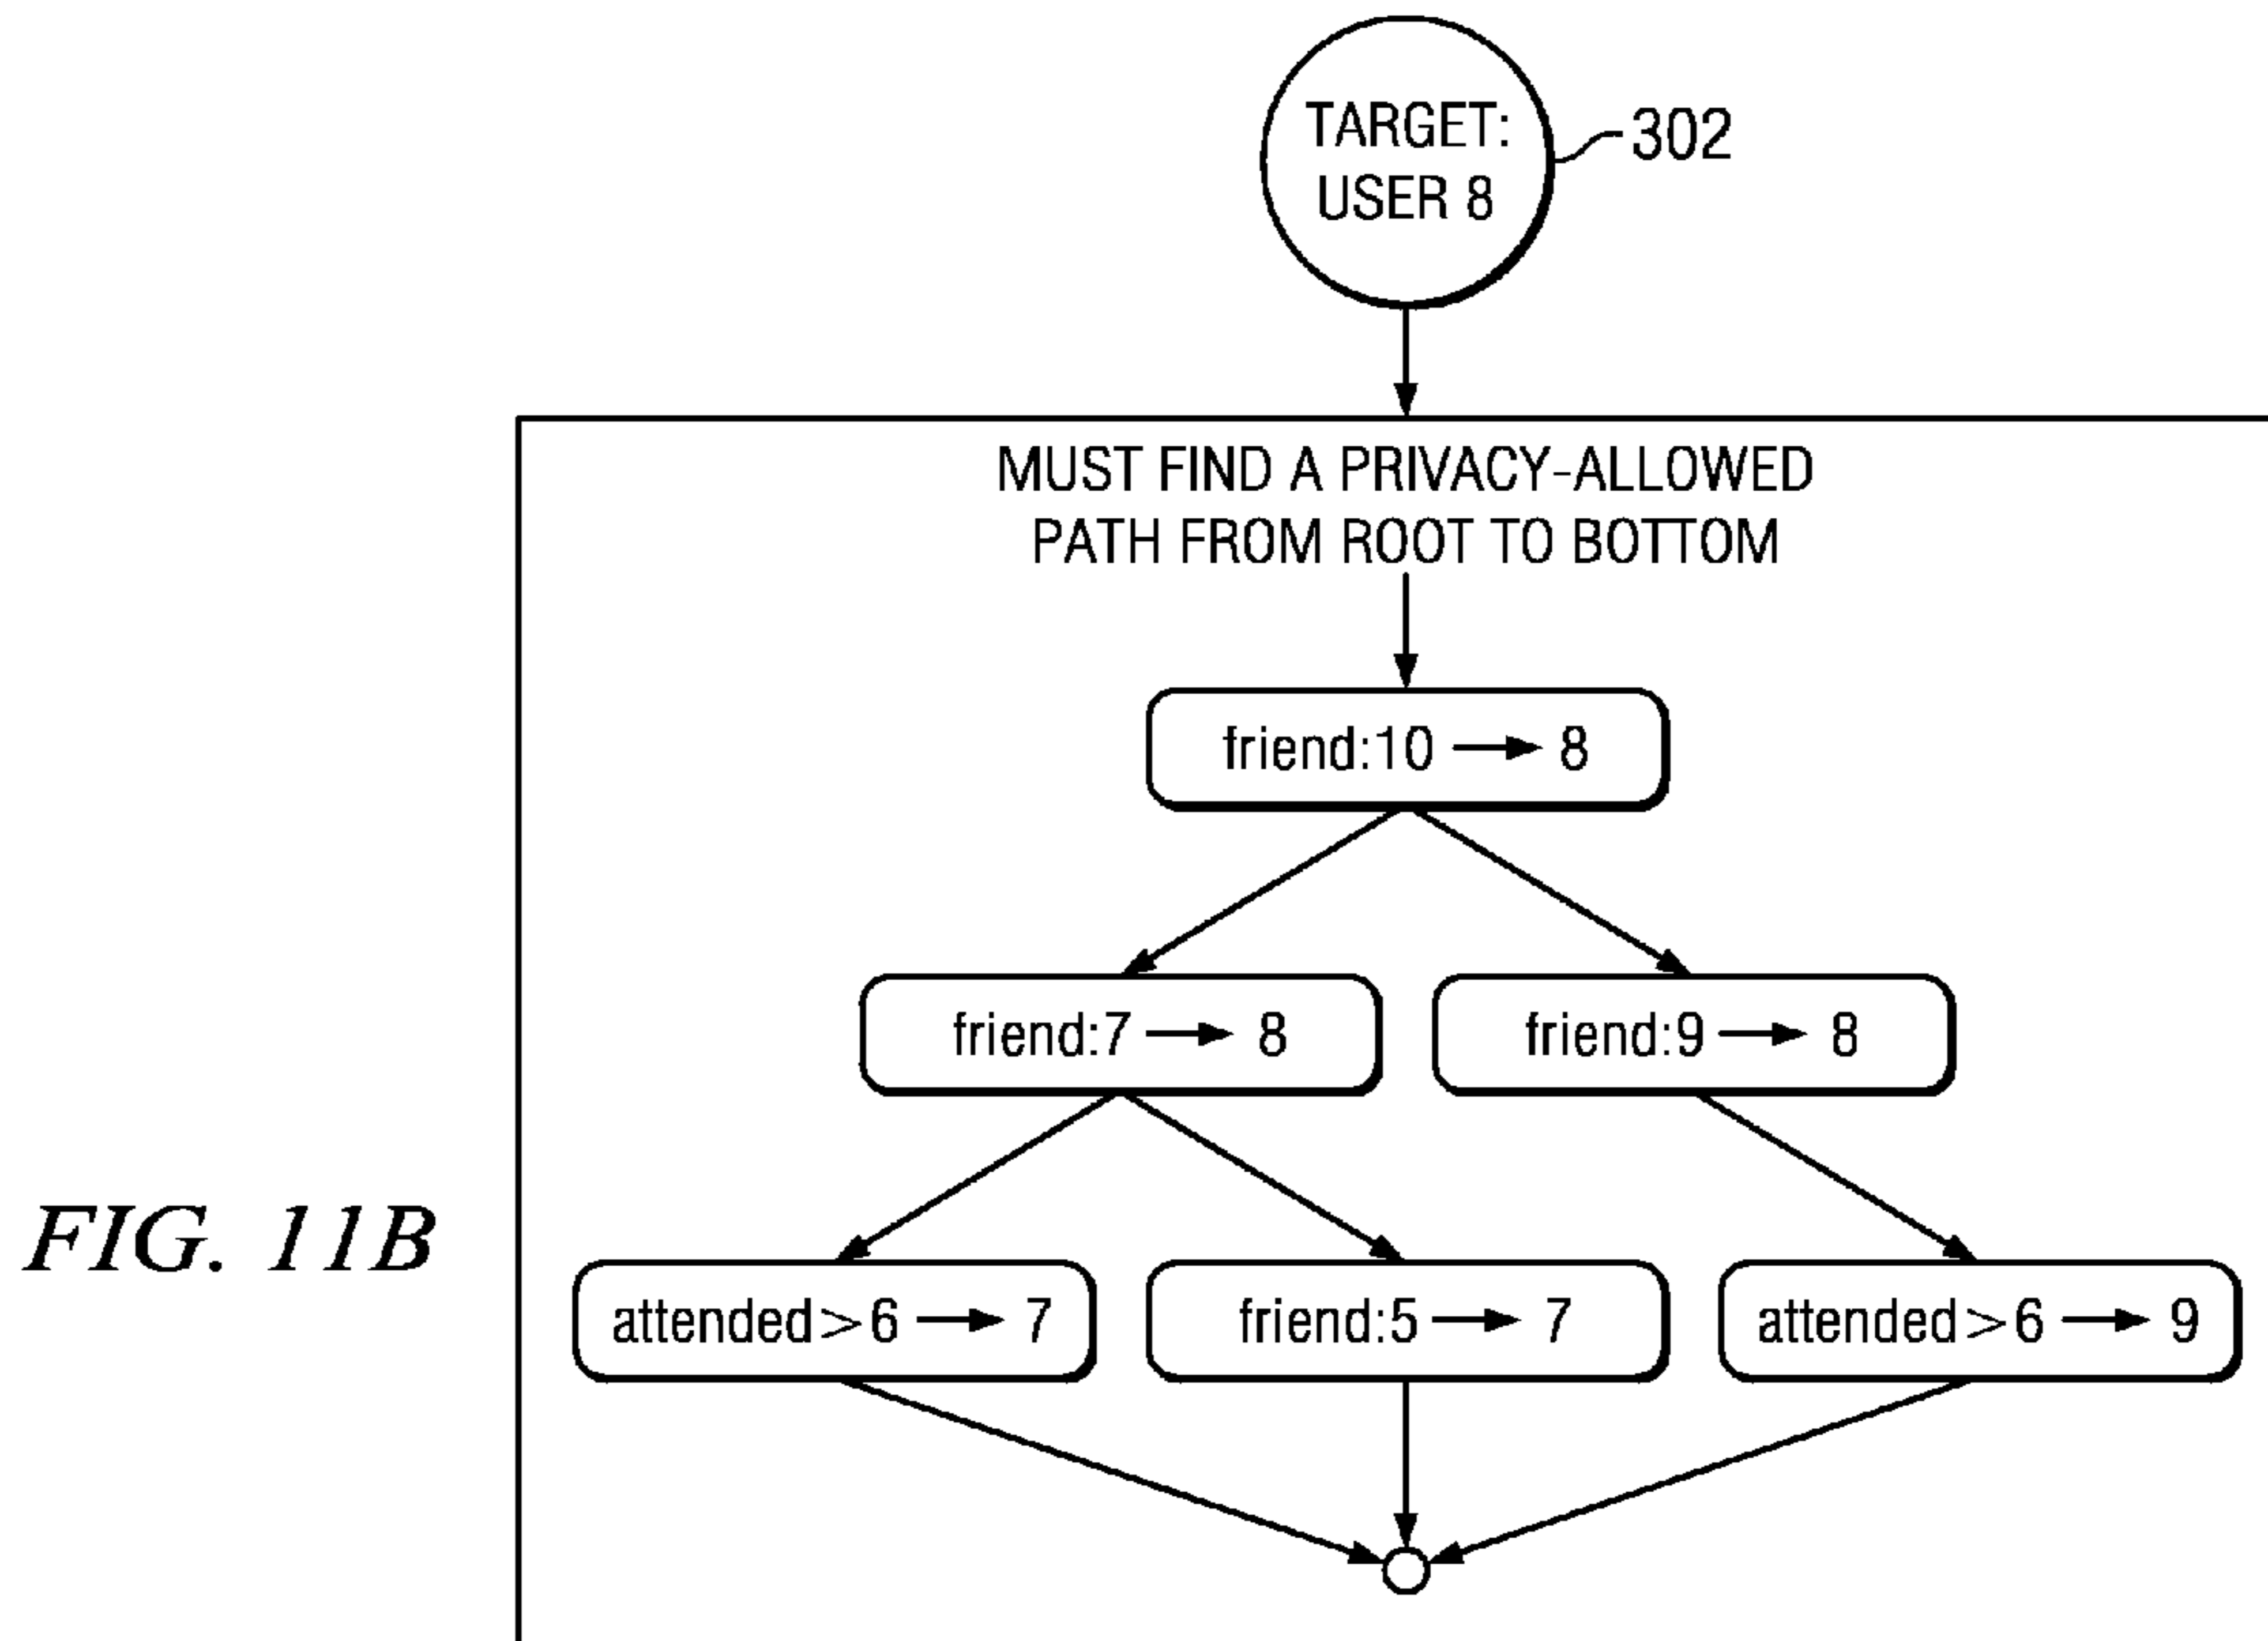 TARGET:
USER 8
302
MUST FIND A PRIVACY-ALLOWED
PATH FROM ROOT TO BOTTOM
friend:10 → 8
friend:7 → 8
friend:9 → 8
attended>6 → 7
friend:5 → 7
attended>6 → 9
FIG. 11B